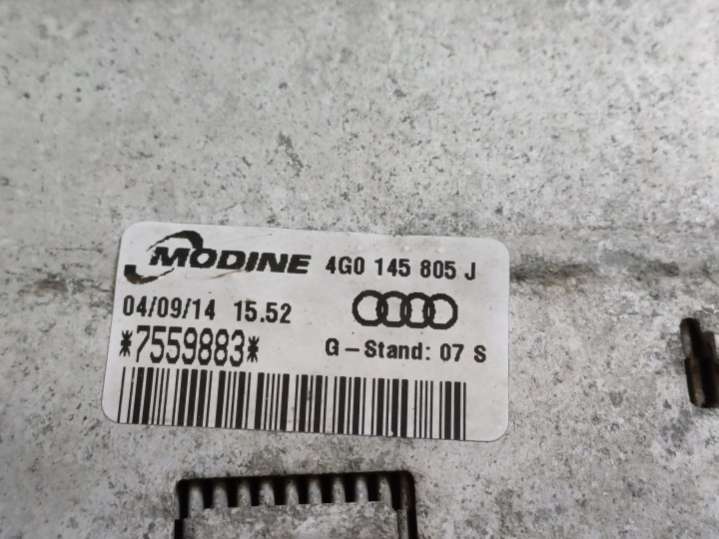 MODINE 4G0 145 805 J
04/09/14 15.52
*7559883* G-Stand: 07 S